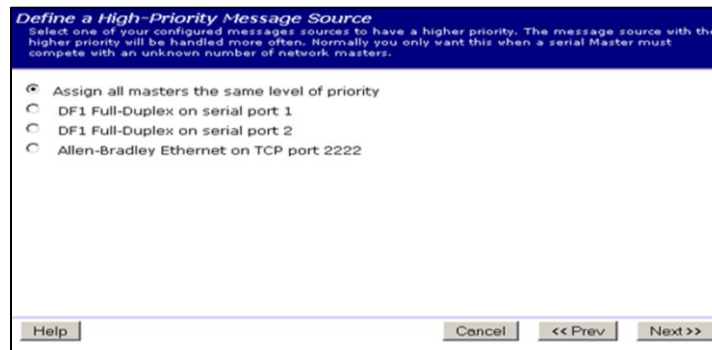 Define a High-Priority Message Source
Select one of your configured messages sources to have a higher priority. The message source with the
higher priority will be handled more often. Normally you only want this when a serial Master must
compete with an unknown number of network masters.
Assign all masters the same level of priority
DF1 Full-Duplex on serial port 1
DF1 Full-Duplex on serial port 2
Allen-Bradley Ethernet on TCP port 2222
Help Cancel << Prev Next >>